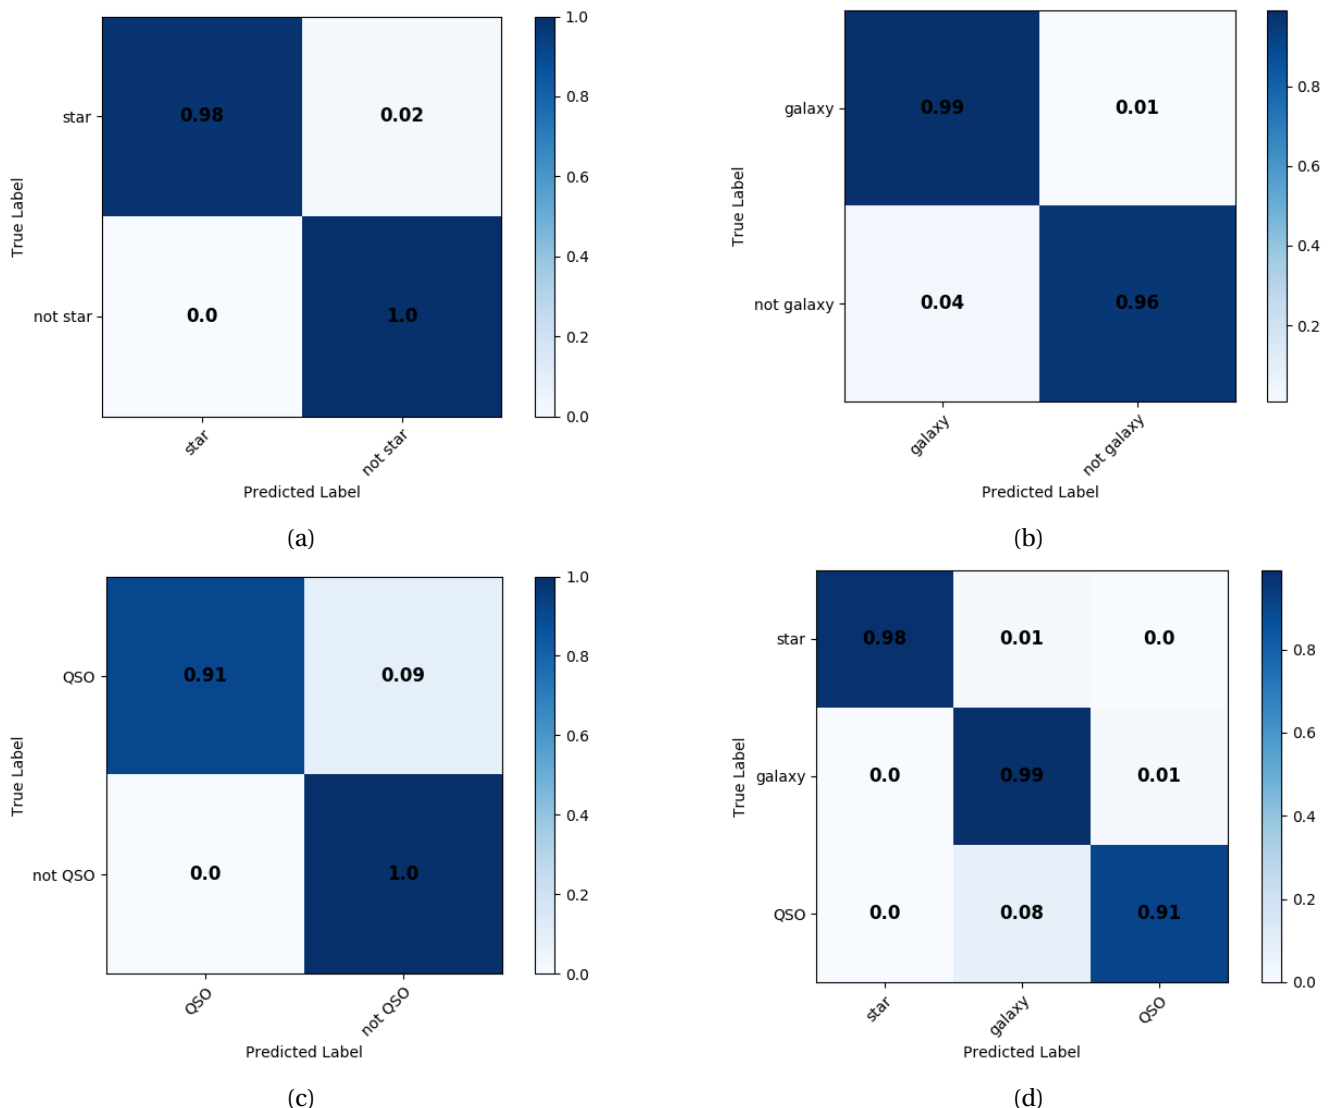 True Label
star
0.98
0.02
not star
0.0
1.0
star
not star
Predicted Label
1.0
0.8
0.6
0.4
0.2
0.0
(a)
True Label
galaxy
0.99
0.01
not galaxy
0.04
0.96
galaxy
not galaxy
Predicted Label
0.8
0.6
0.4
0.2
(b)
True Label
QSO
0.91
0.09
not QSO
0.0
1.0
QSO
not QSO
Predicted Label
1.0
0.8
0.6
0.4
0.2
0.0
(c)
True Label
star
0.98
0.01
0.0
galaxy
0.0
0.99
0.01
QSO
0.0
0.08
0.91
star
galaxy
QSO
Predicted Label
0.8
0.6
0.4
0.2
0.0
(d)